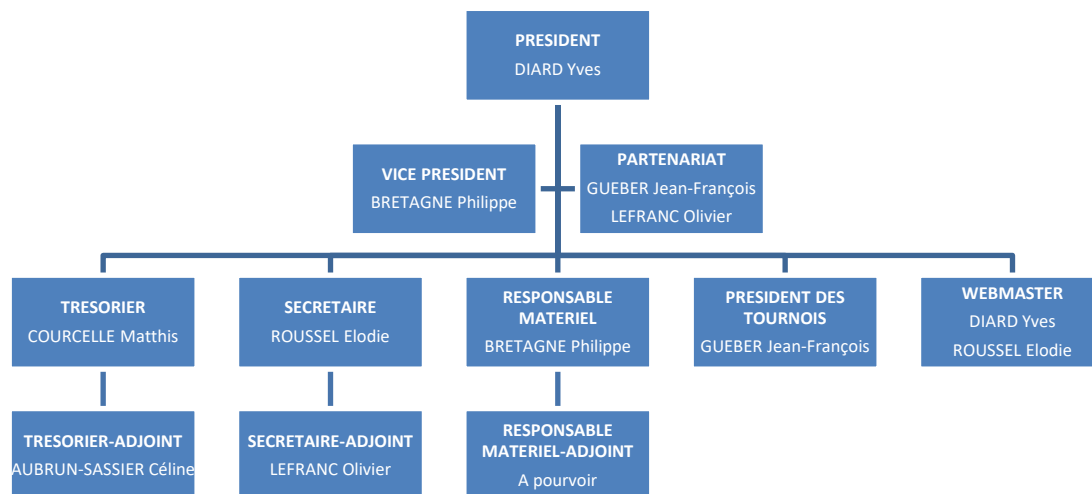 PRESIDENT
DIARD Yves
VICE PRESIDENT
BRETAGNE Philippe
PARTENARIAT
GUEBER Jean-François
LEFRANC Olivier
TRESORIER
COURCELLE Matthis
SECRETAIRE
ROUSSEL Elodie
RESPONSABLE
MATERIEL
BRETAGNE Philippe
PRESIDENT DES
TOURNOIS
GUEBER Jean-François
WEBMASTER
DIARD Yves
ROUSSEL Elodie
TRESORIER-ADJOINT
AUBRUN-SASSIER Céline
SECRETAIRE-ADJOINT
LEFRANC Olivier
RESPONSABLE
MATERIEL-ADJOINT
A pourvoir